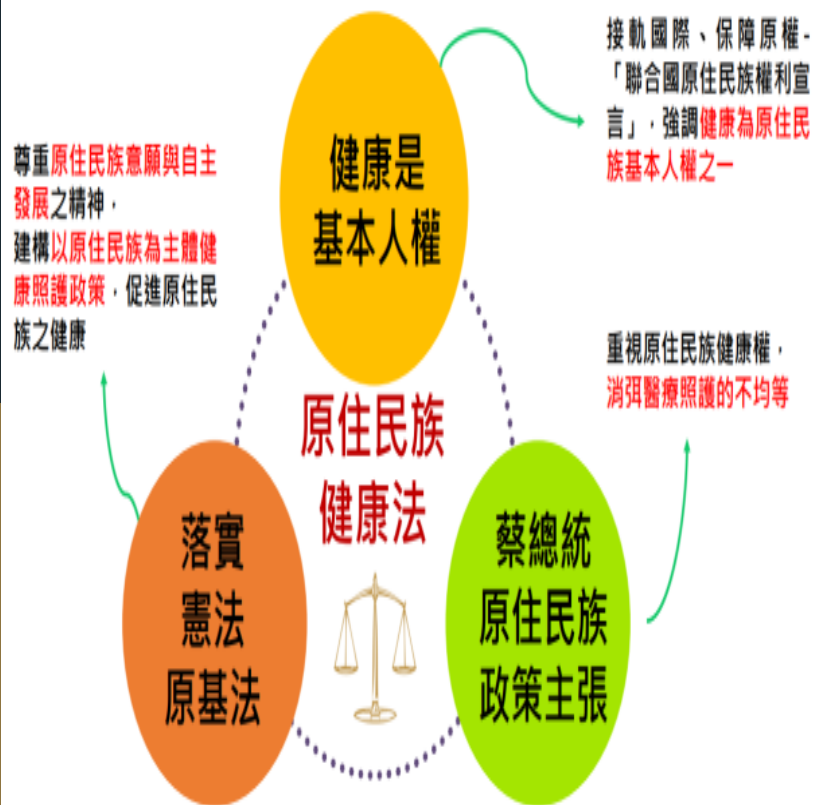 接軌國際、保障原權-
「聯合國原住民族權利宣
言」，強調健康為原住民
族基本人權之一
健康是
基本人權
尊重原住民族意願與自主
發展之精神，
建構以原住民族為主體健
康照護政策，促進原住民
族之健康
重視原住民族健康權，
消弭醫療照護的不均等
原住民族
健康法
落實
憲法
原基法
蔡總統
原住民族
政策主張